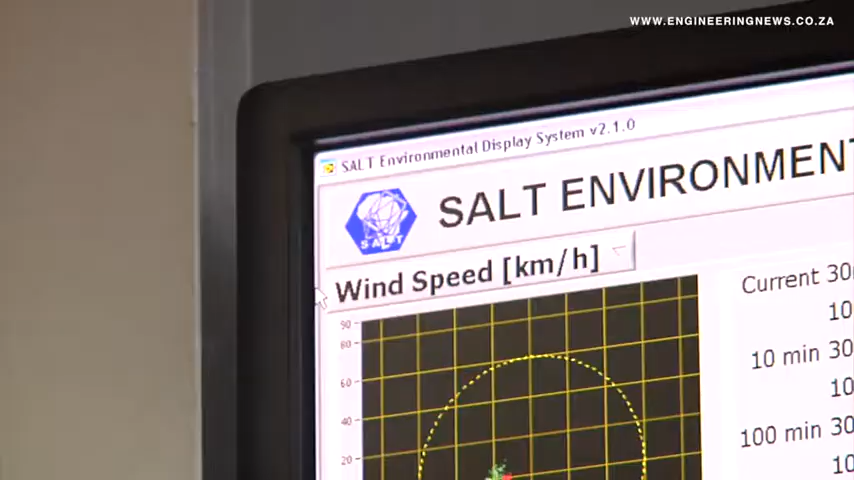 WWW.ENGINEERINGNEWS.CO.ZA
SALT Environmental Display System v2.1.0
SALT
SALT ENVIRONMENT
Wind Speed [km/h]
Current 30
10
10 min 30
10
100 min 30
10
90
80
60
40
20